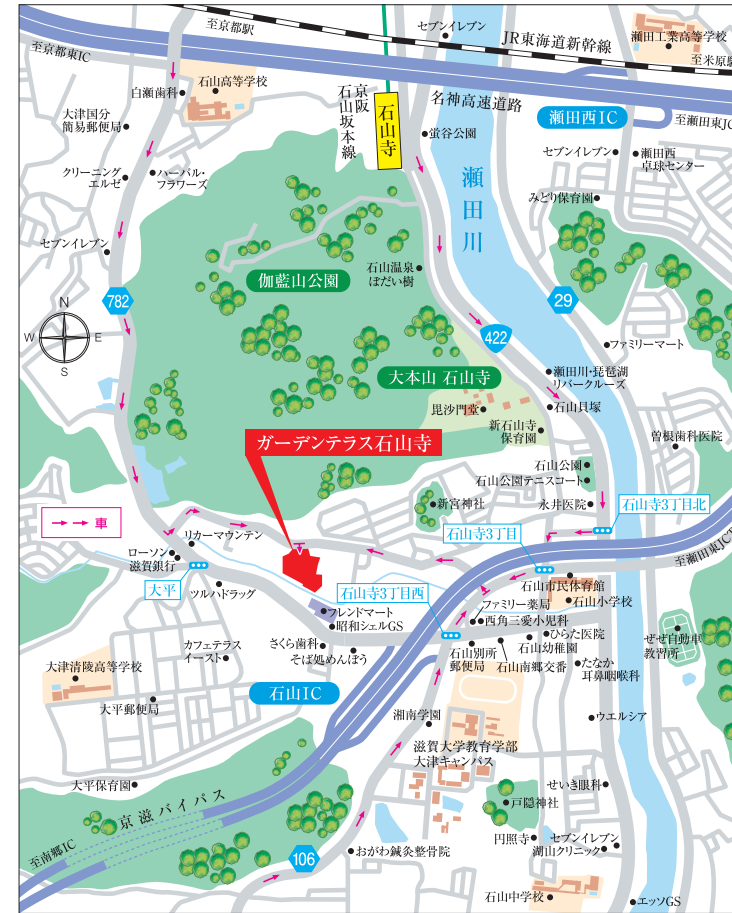 セブンイレブン
至京都駅
JR東海道新幹線
瀬田工業高等学校
至京都東IC
至米原駅
石山高等学校
白瀬歯科
京阪
石山坂本線
石山寺
名神高速道路
瀬田西IC
至瀬田東JC
大津国分
簡易郵便局
蛍谷公園
セブンイレブン
瀬田西
卓球センター
クリーニング
エルゼ
ハーバル・
フラワーズ
瀬田川
みどり保育園
セブンイレブン
伽藍山公園
石山温泉
ぽだい樹
782
29
N
W
E
S
422
ファミリーマート
大本山 石山寺
瀬田川・琵琶湖
リバークルーズ
毘沙門堂
石山貝塚
新石山寺
保育園
ガーデンテラス石山寺
曽根歯科医院
石山公園
石山公園テニスコート
新宮神社
永井医院
石山寺3丁目北
車
リカーマウンテン
石山寺3丁目
ローソン
滋賀銀行
至瀬田東JCT
大平
ツルハドラッグ
石山寺3丁目西
石山市民体育館
石山小学校
フレンドマート
昭和シェルGS
ファミリー薬局
西角三愛小児科
ひらた医院
石山幼稚園
ぜぜ自動車
教習所
カフェテラス
イースト
さくら歯科
そば処めんぼう
石山別所
郵便局
石山南郷交番
たなか
耳鼻咽喉科
大津清陵高等学校
石山IC
大平郵便局
湘南学園
ウエルシア
滋賀大学教育学部
大津キャンパス
大平保育園
京滋バイパス
せいき眼科
戸隠神社
至南郷IC
106
おがわ鍼灸整骨院
円照寺
セブンイレブン
湖山クリニック
石山中学校
エッソGS